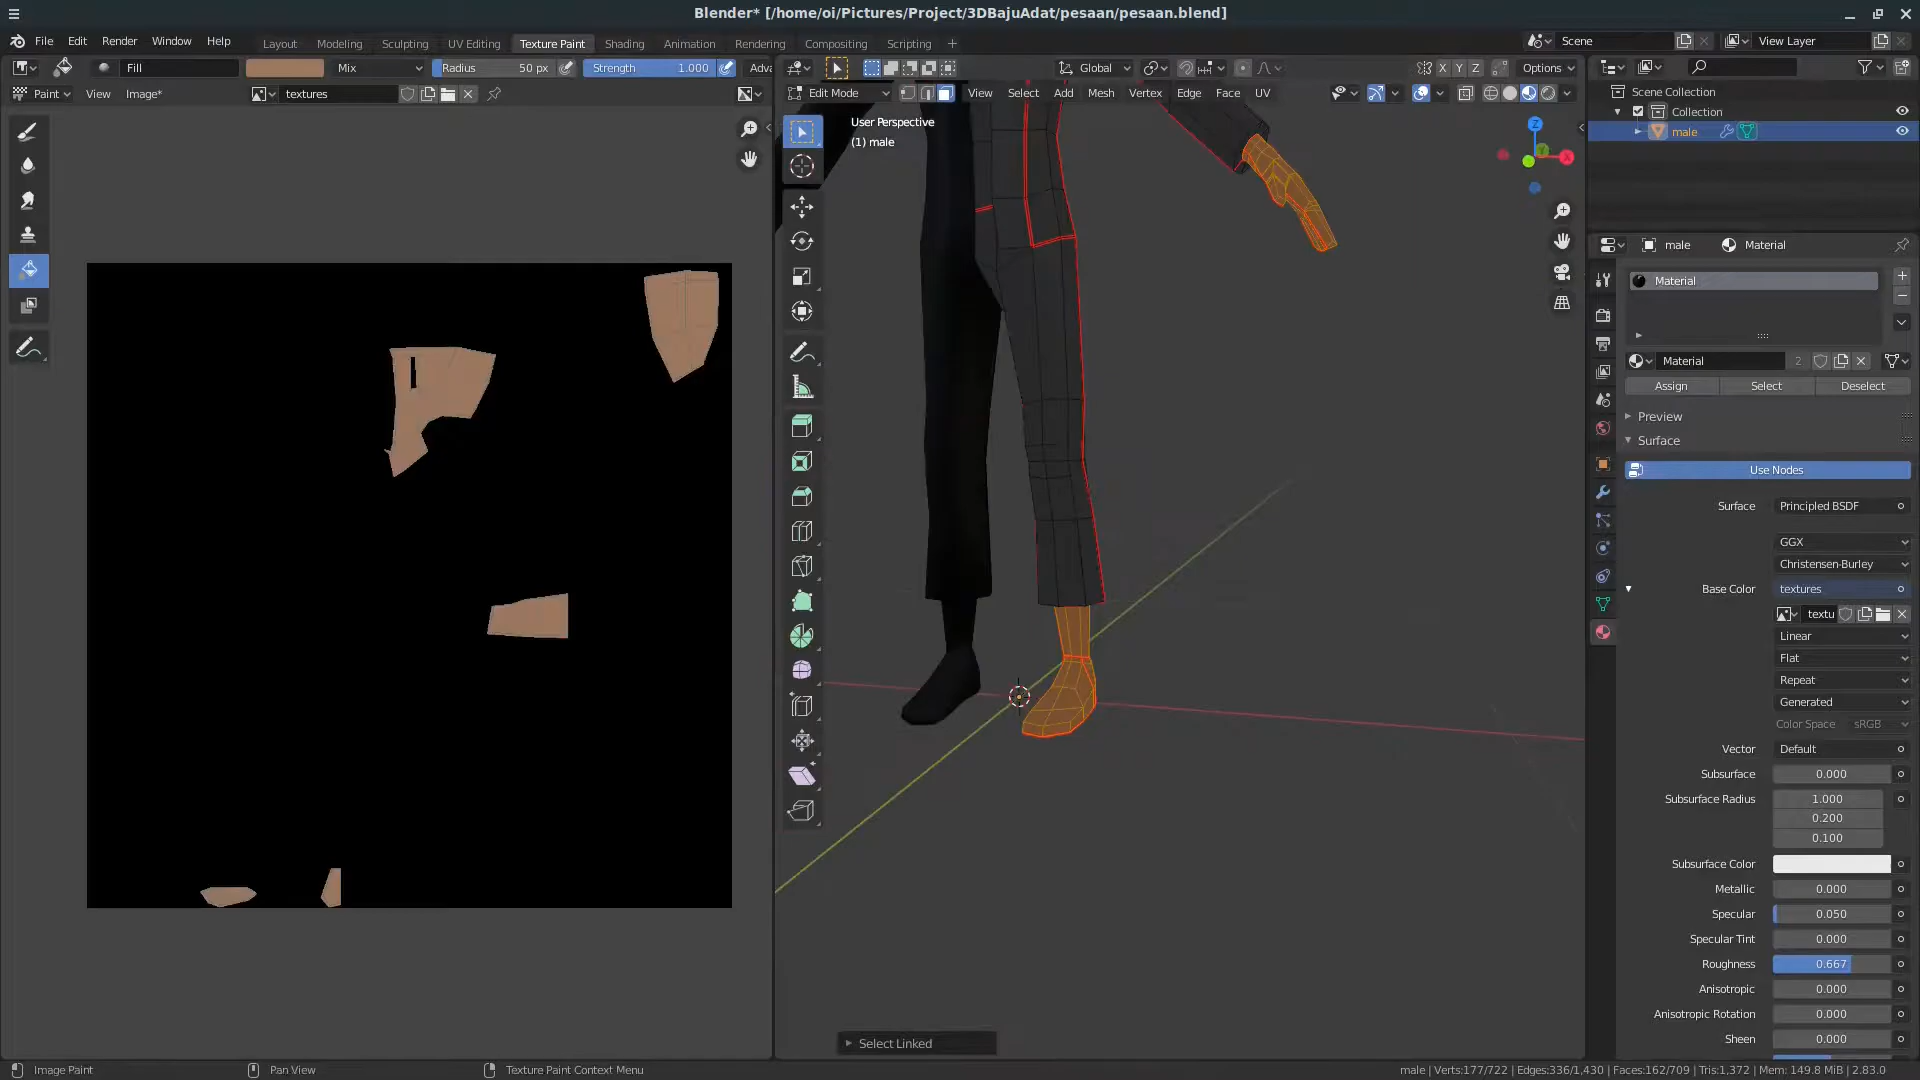 Blender* [/home/oi/Pictures/Project/3DBajuAdat/pesaan/pesaan.blend]
File Edit Render Window Help
Layout Modeling Sculpting UV Editing Texture Paint Shading Animation Rendering Compositing Scripting +
Scene
View Layer
Fill Mix Radius 50 px Strength 1.000 Adva
Global X Y Z Options
Paint View Image* textures
Edit Mode View Select Add Mesh Vertex Edge Face UV
Scene Collection
Collection
male
User Perspective
(1) male
Z
Y
X
male Material
Material
Material 2
Assign Select Deselect
Preview
Surface
Use Nodes
Surface Principled BSDF
GGX
Christensen-Burley
Base Color textures
textu
Linear
Flat
Repeat
Generated
Color Space sRGB
Vector Default
Subsurface 0.000
Subsurface Radius 1.000
0.200
0.100
Subsurface Color
Metallic 0.000
Specular 0.050
Specular Tint 0.000
Roughness 0.667
Anisotropic 0.000
Anisotropic Rotation 0.000
Sheen 0.000
Select Linked
Image Paint Pan View Texture Paint Context Menu
male | Verts:177/722 | Edges:336/1,430 | Faces:162/709 | Tris:1,372 | Mem: 149.8 MiB | 2.83.0